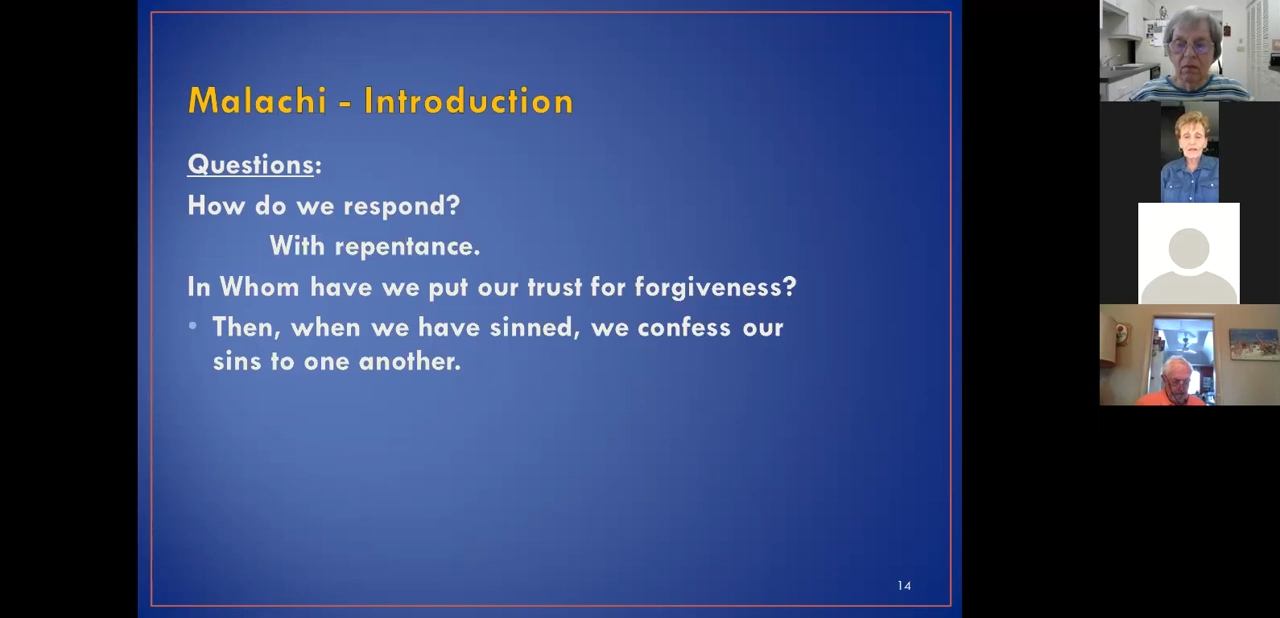 Malachi - Introduction
Questions:
How do we respond?
With repentance.
In Whom have we put our trust for forgiveness?
• Then, when we have sinned, we confess our
sins to one another.
14